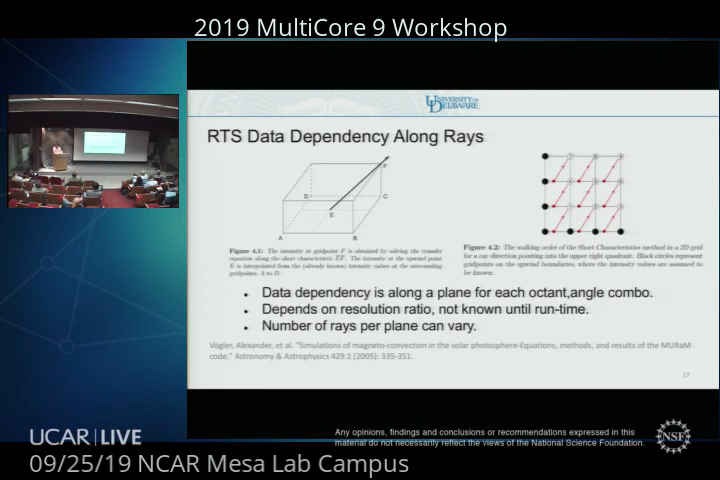 2019 MultiCore 9 Workshop
UNIVERSITY OF
DELAWARE
RTS Data Dependency Along Rays
F
D
C
E
A
B
Figure 4.1: The intensity at gridpoint F is obtained by solving the transfer
equation along the short characteristic EF. The intensity at the upwind point
E is interpolated from the (already known) intensity values at the surrounding
gridpoints, A to D.
Figure 4.2: The walking order of the Short Characteristics method in a 2D grid
for a ray direction pointing into the upper right quadrant. Black circles represent
gridpoints on the upwind boundaries, where the intensity values are assumed to
be known.
• Data dependency is along a plane for each octant,angle combo.
• Depends on resolution ratio, not known until run-time.
• Number of rays per plane can vary.
Vögler, Alexander, et al. "Simulations of magneto-convection in the solar photosphere-Equations, methods, and results of the MURaM
code." Astronomy & Astrophysics 429.1 (2005): 335-351.
17
UCAR|LIVE
Any opinions, findings and conclusions or recommendations expressed in this
material do not necessarily reflect the views of the National Science Foundation.
NSF
09/25/19 NCAR Mesa Lab Campus